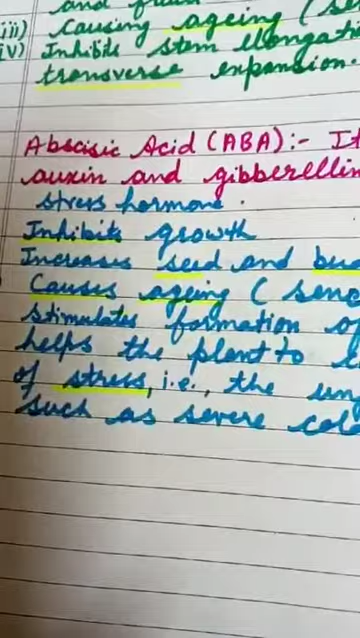 and
iii) Causing ageing (se
iv) Inhibits stem elongati
transverse expansion.
Abscisic Acid (ABA):- It
auxin and gibberellin
stress hormone.
Inhibits growth
Increases seed and bu
Causes ageing ( sene
Stimulates formation o
helps the plant to
of stress, i.e., the un
such as severe col